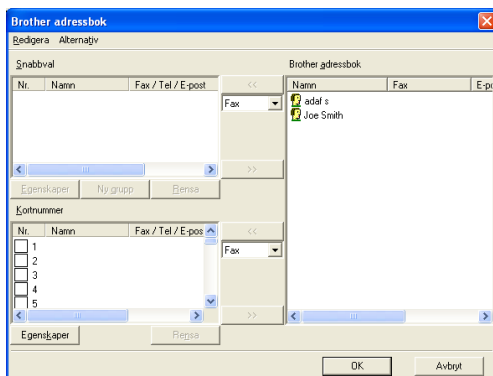 Brother adressbok
Redigera Alternativ
Snabbval
Nr. Namn Fax / Tel / E-post
<<
Fax
>>
Egenskaper Ny grupp Rensa
Kortnummer
Nr. Namn Fax / Tel / E-pos
1
2
3
4
5
<<
Fax
>>
Egenskaper Rensa
Brother adressbok
Namn Fax E-po
adaf s
Joe Smith
OK Avbryt